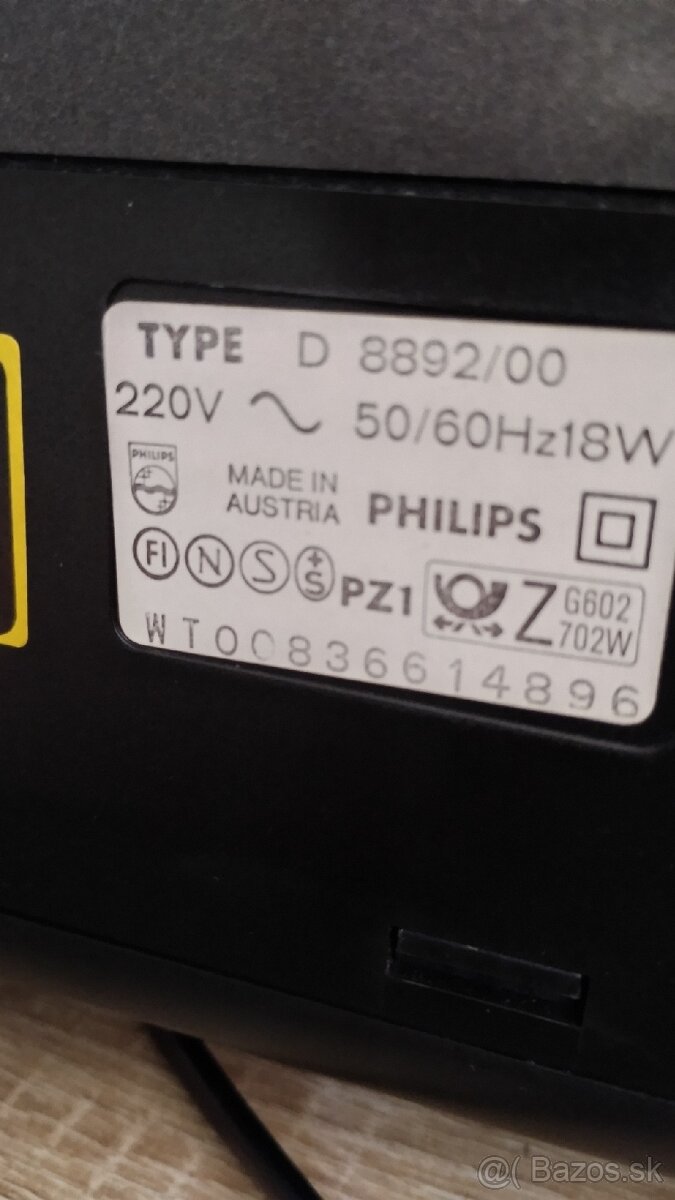 TYPE D 8892/00
220V ~ 50/60Hz18W
PHILIPS
MADE IN
AUSTRIA PHILIPS
FI N S +S PZ1 Z G602
702W
WT00836614896
@( Bazos.sk